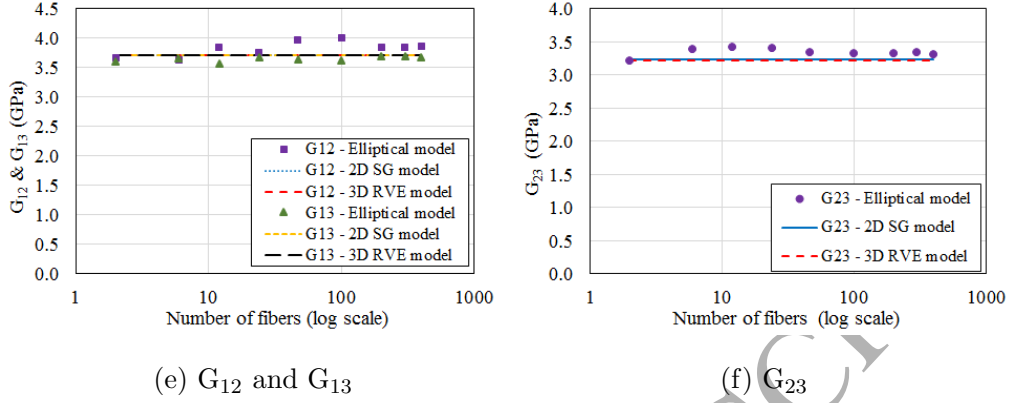 4.5
4.0
3.5
3.0
2.5
2.0
1.5
1.0
0.5
0.0
G12 & G13 (GPa)
G12 - Elliptical model
G12 - 2D SG model
G12 - 3D RVE model
G13 - Elliptical model
G13 - 2D SG model
G13 - 3D RVE model
1 10 100 1000
Number of fibers (log scale)
(e) G12 and G13
4.0
3.5
3.0
2.5
2.0
1.5
1.0
0.5
0.0
G23 (GPa)
G23 - Elliptical model
G23 - 2D SG model
G23 - 3D RVE model
1 10 100 1000
Number of fibers (log scale)
(f) G23